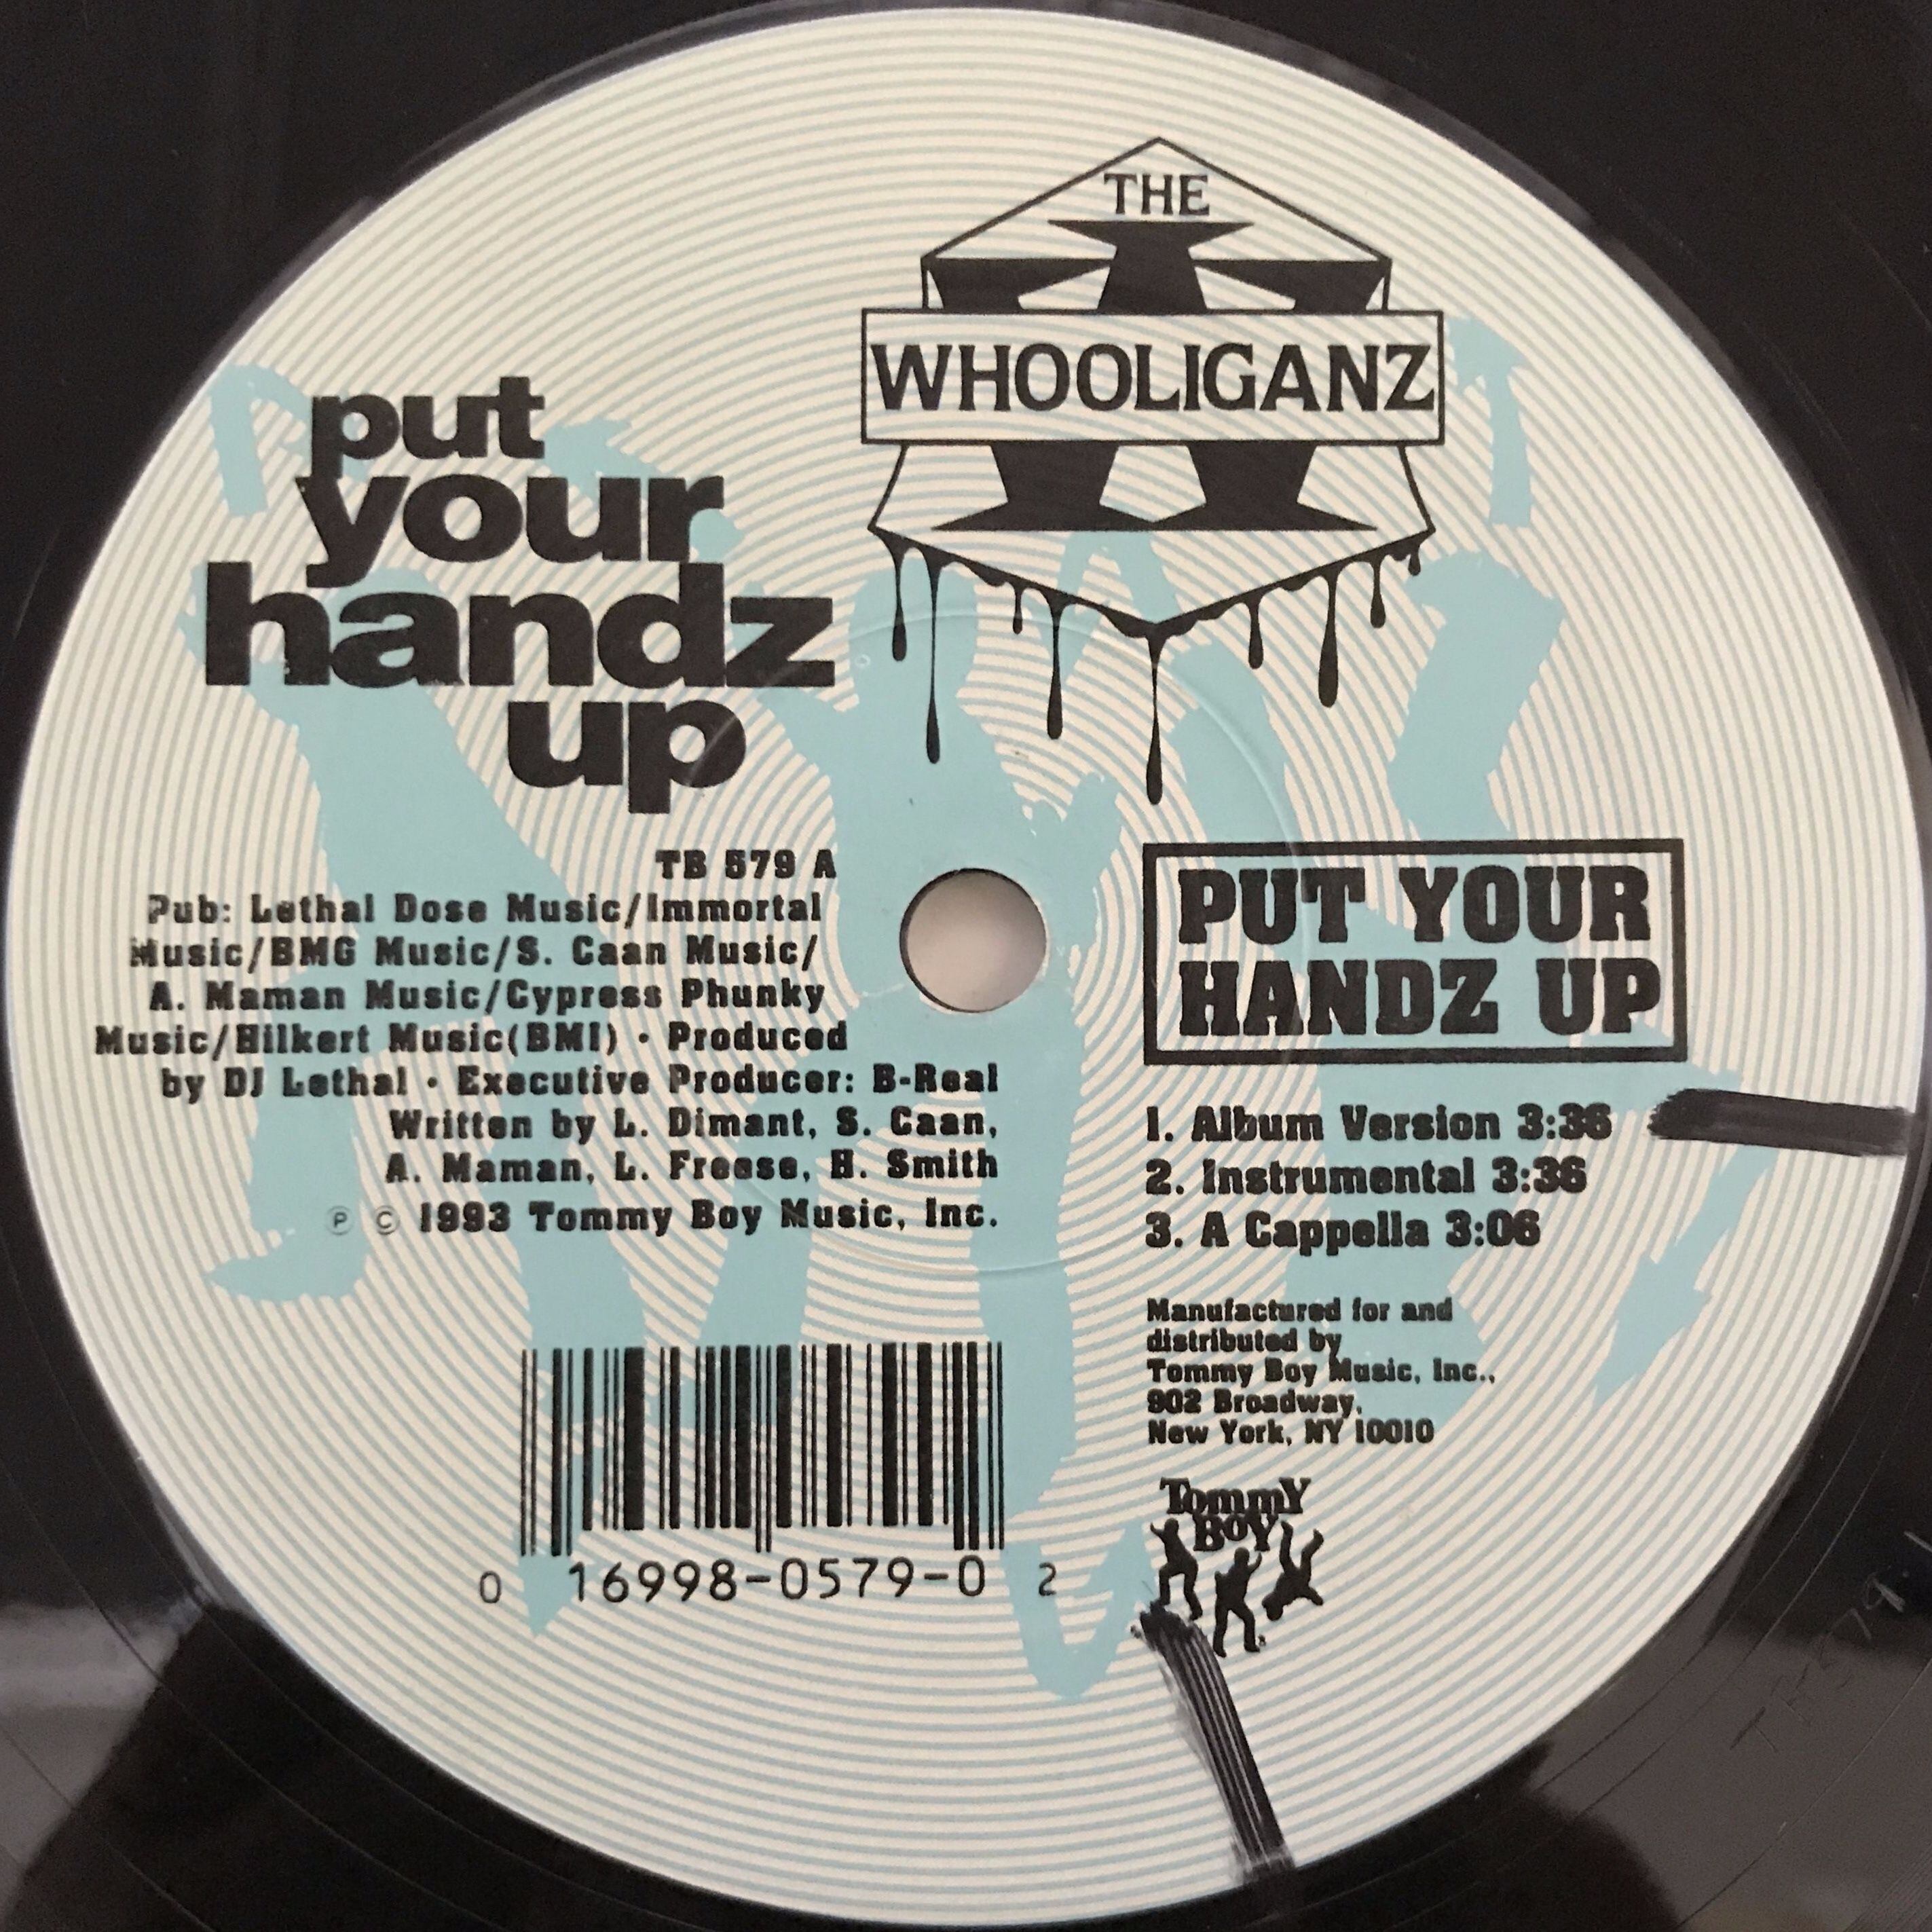 THE
WHOOLIGANZ
put
your
handz
up
TB 579 A
Pub: Lethal Dose Music/Immortal
Music/BMG Music/S. Caan Music/
A. Maman Music/Cypress Phunky
Music/Hilkert Music(BMI) • Produced
by DJ Lethal • Executive Producer: B-Real
Written by L. Dimant, S. Caan,
A. Maman, L. Freese, H. Smith
℗ © 1993 Tommy Boy Music, Inc.
PUT YOUR
HANDZ UP
1. Album Version 3:36
2. Instrumental 3:36
3. A Cappella 3:06
Manufactured for and
distributed by
Tommy Boy Music, Inc.,
902 Broadway,
New York, NY 10010
Tommy
Boy
0 16998-0579-0 2